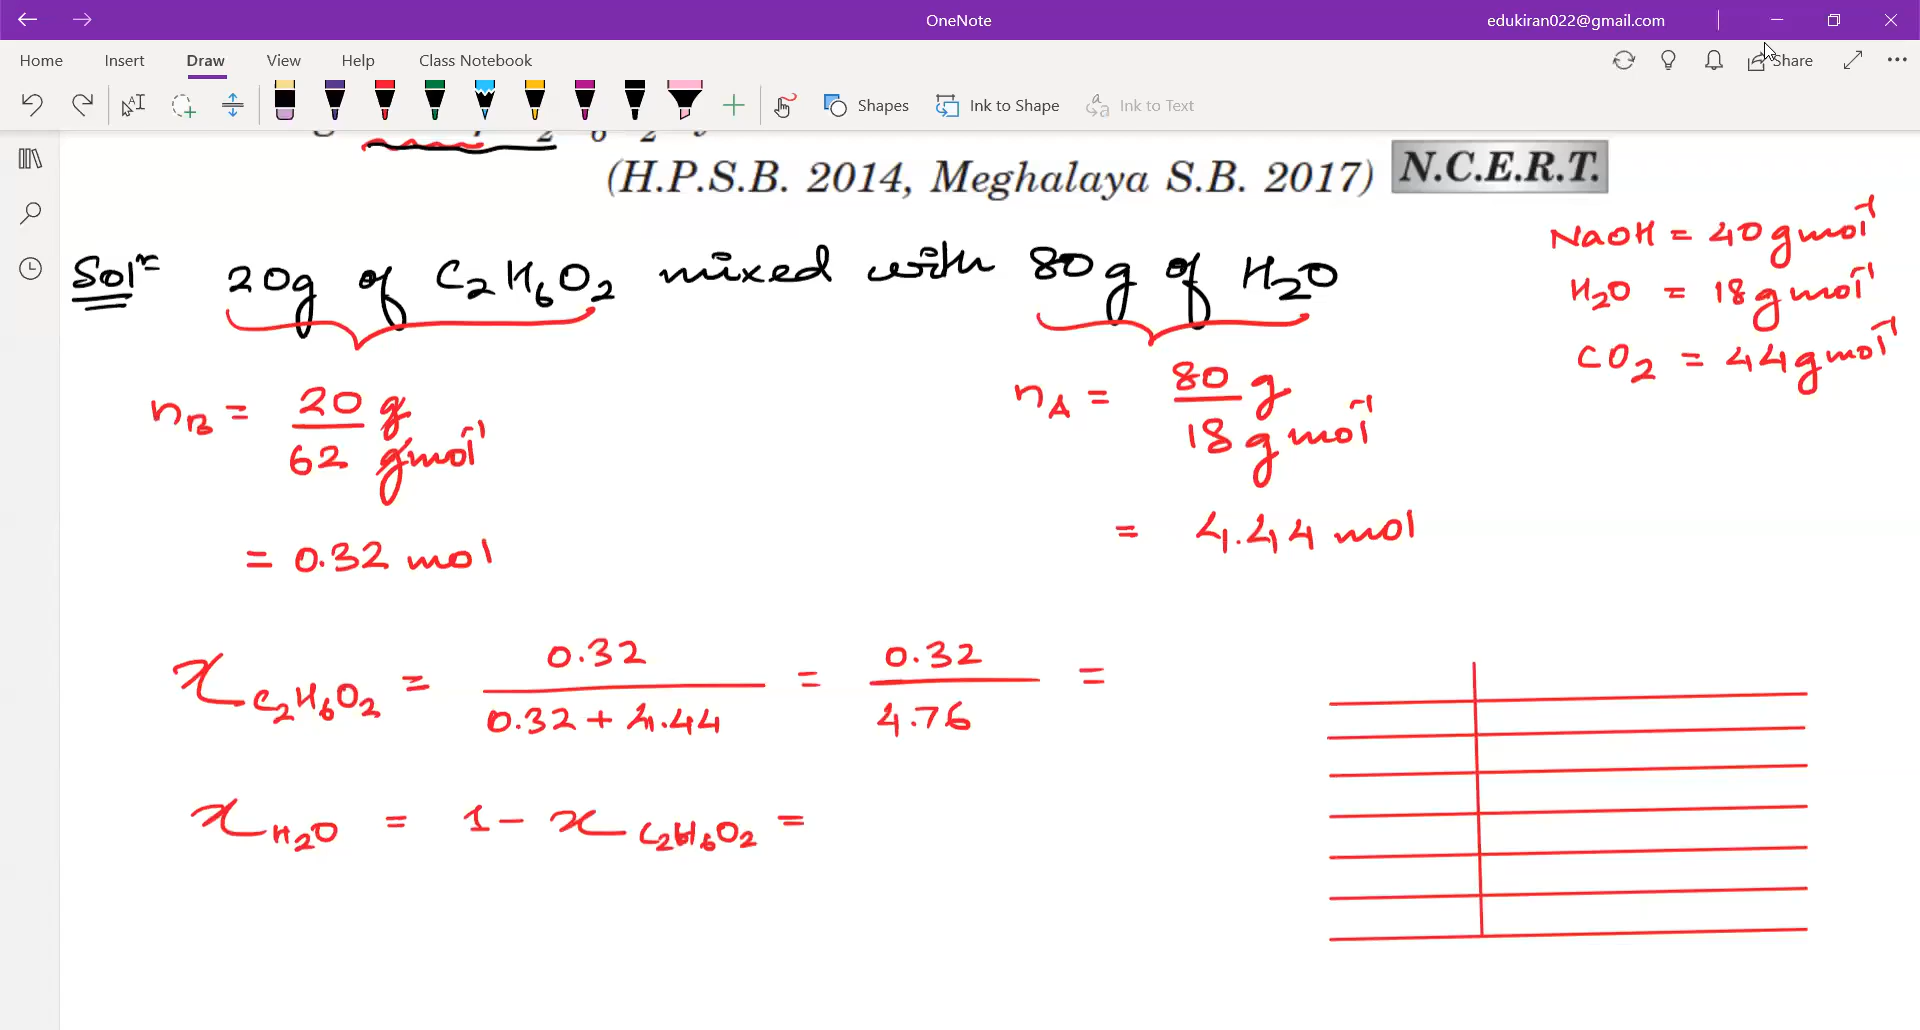 OneNote
edukiran022@gmail.com
Home Insert Draw View Help Class Notebook Share
Shapes Ink to Shape Ink to Text
(H.P.S.B. 2014, Meghalaya S.B. 2017) N.C.E.R.T.
Solⁿ 20g of C₂H₆O₂ mixed with 80g of H₂O
NaOH = 40 g mol⁻¹
H₂O = 18 g mol⁻¹
CO₂ = 44 g mol⁻¹
n_B = 20 g / 62 g mol⁻¹
= 0.32 mol
n_A = 80 g / 18 g mol⁻¹
= 4.44 mol
x C₂H₆O₂ = 0.32 / 0.32 + 4.44 = 0.32 / 4.76 =
x H₂O = 1 - x C₂H₆O₂ =